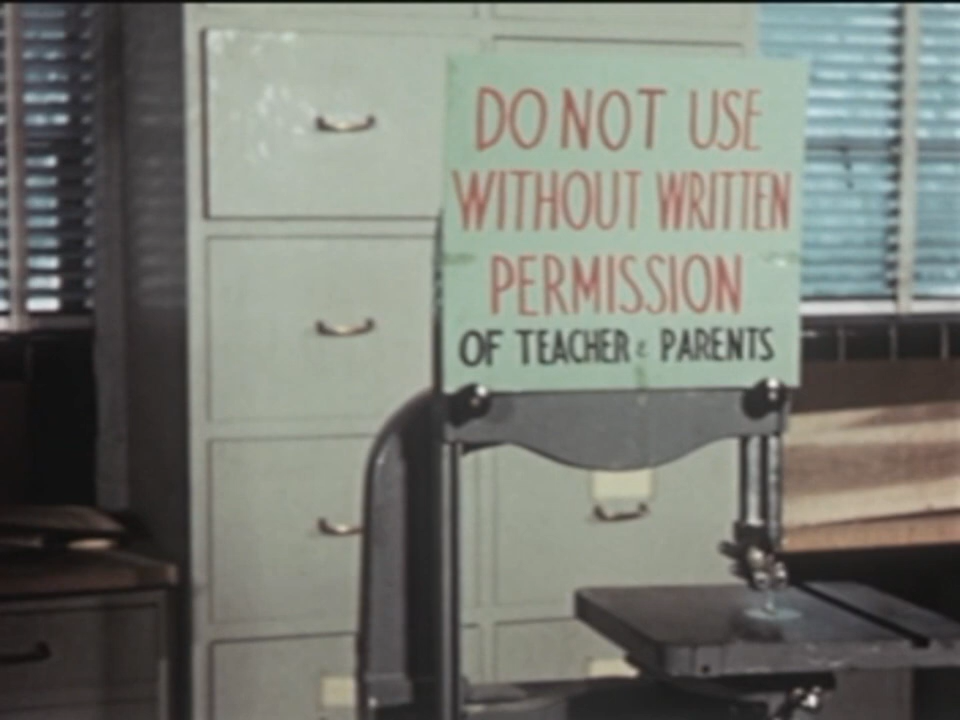 DO NOT USE
WITHOUT WRITTEN
PERMISSION
OF TEACHER & PARENTS